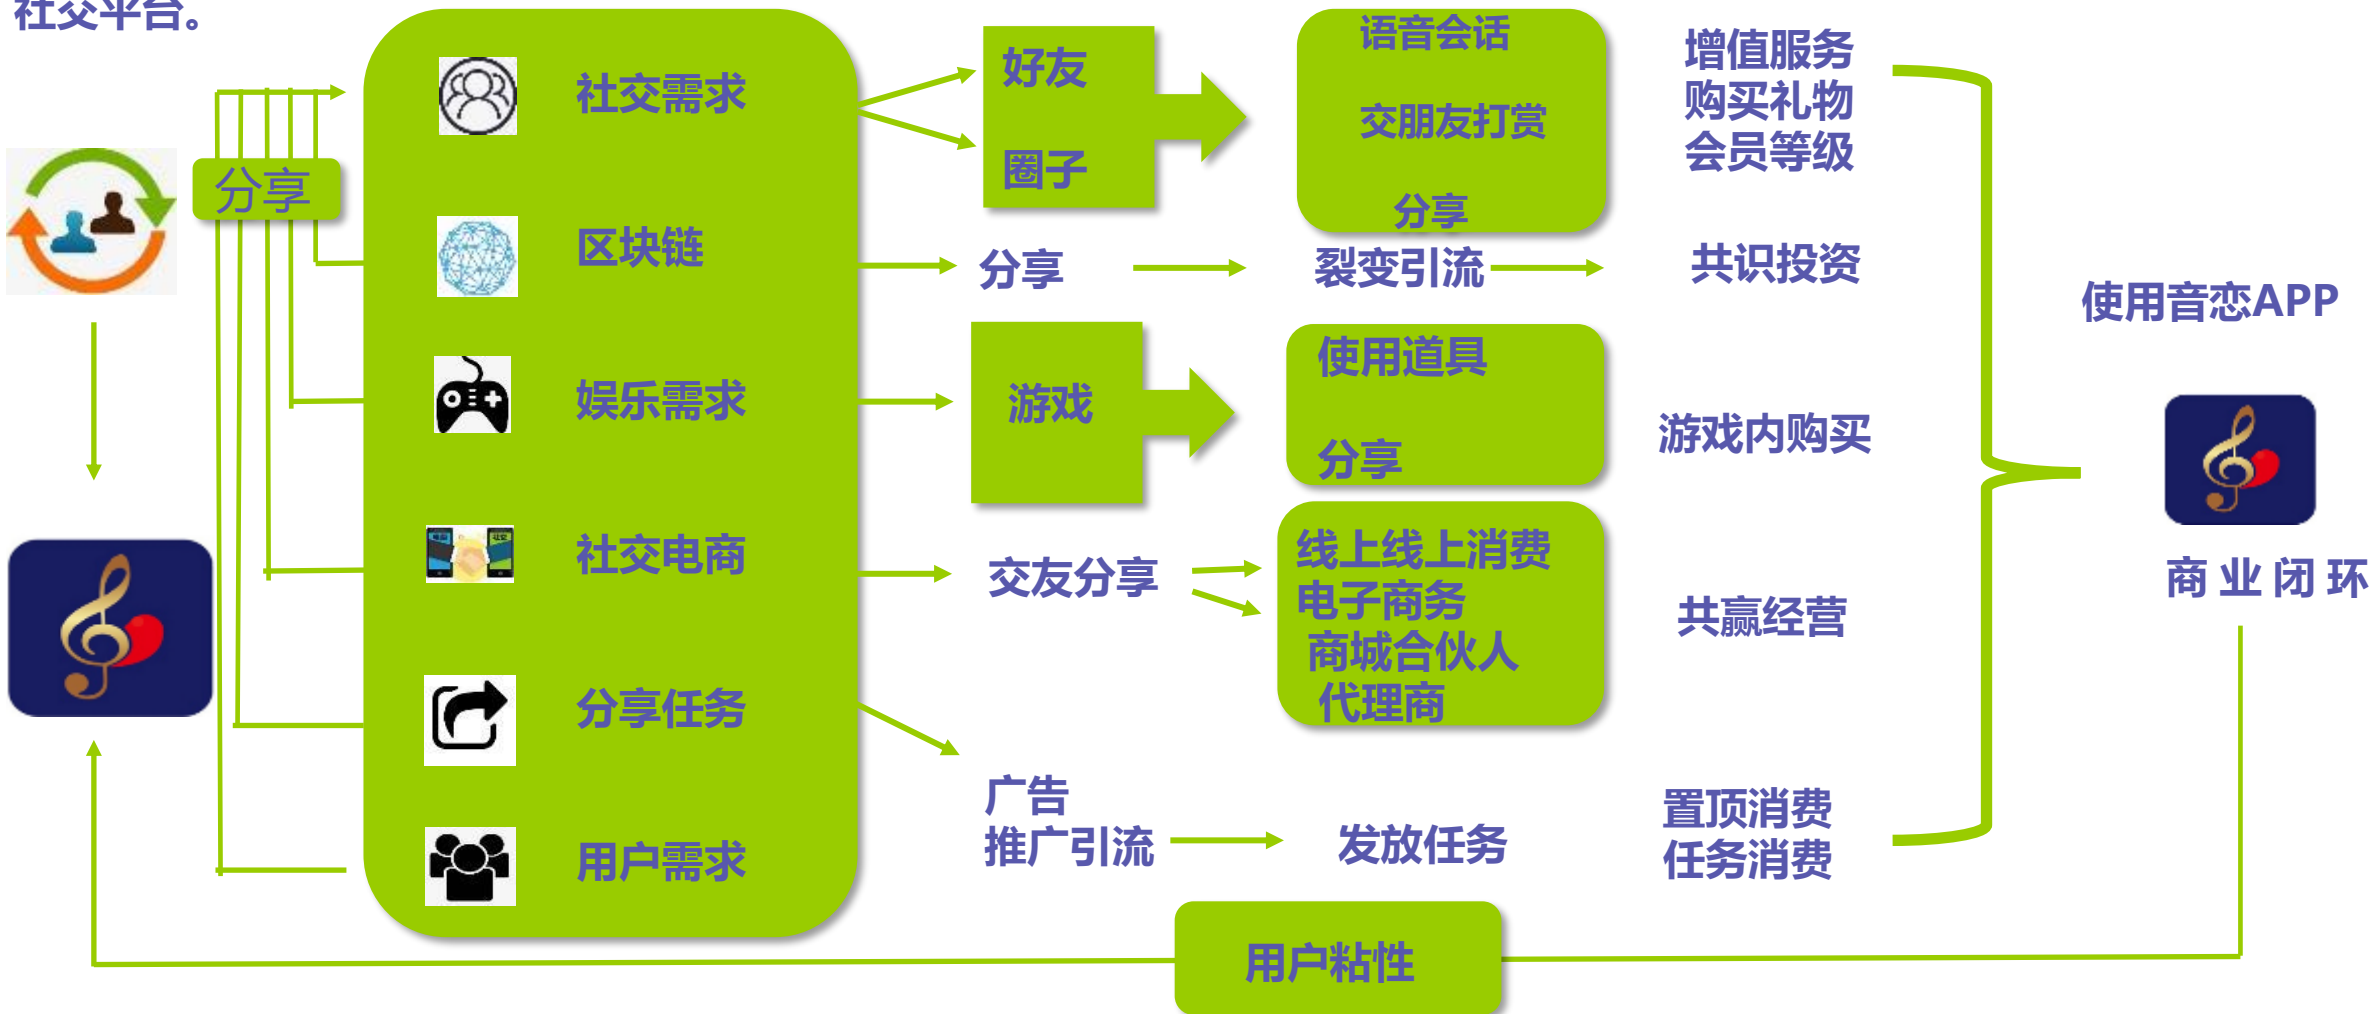 社交平台。
分享
社交需求
区块链
娱乐需求
社交电商
分享任务
用户需求
好友
圈子
语音会话
交朋友打赏
分享
增值服务
购买礼物
会员等级
分享
裂变引流
共识投资
游戏
使用道具
分享
游戏内购买
交友分享
线上线上消费
电子商务
商城合伙人
代理商
共赢经营
广告
推广引流
发放任务
置顶消费
任务消费
使用音恋APP
商业闭环
用户粘性